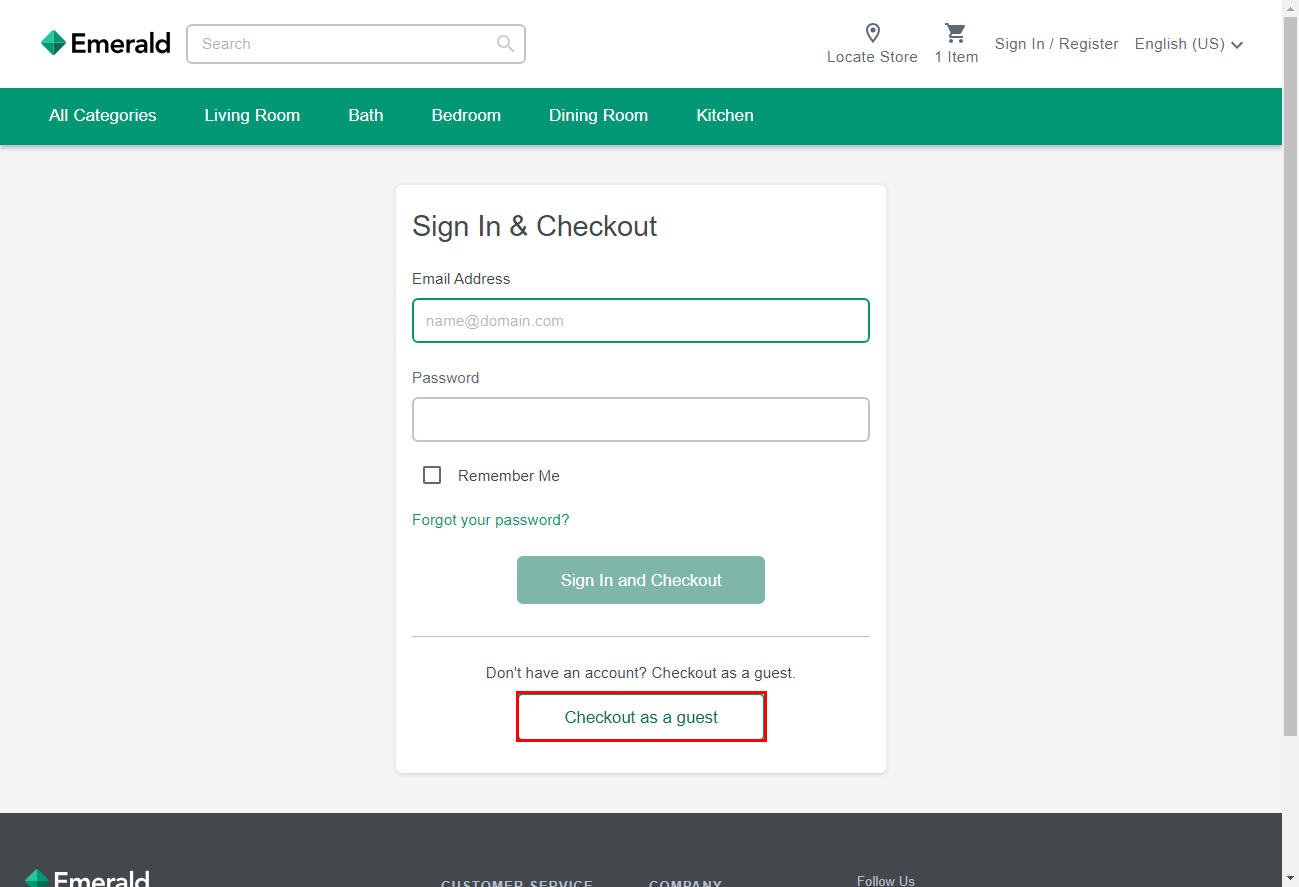 Emerald
Search
Locate Store
1 Item
Sign In / Register
English (US)
All Categories
Living Room
Bath
Bedroom
Dining Room
Kitchen
Sign In & Checkout
Email Address
name@domain.com
Password
Remember Me
Forgot your password?
Sign In and Checkout
Don't have an account? Checkout as a guest.
Checkout as a guest
Emerald
CUSTOMER SERVICE
COMPANY
Follow Us